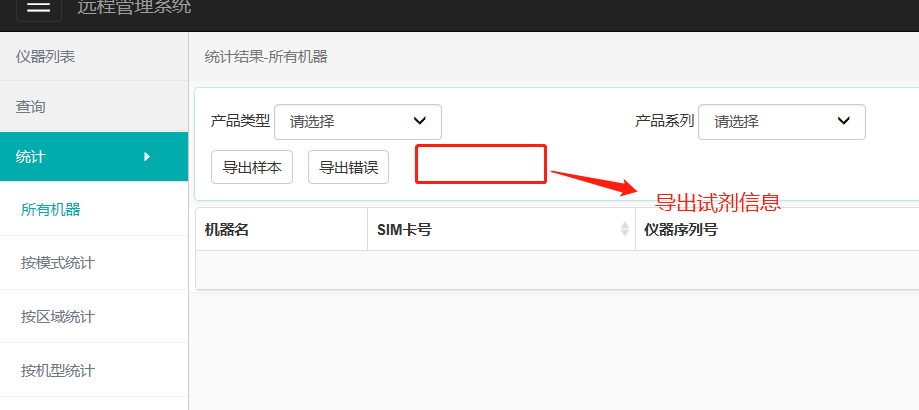 远程管理系统
仪器列表
统计结果-所有机器
查询
产品类型 请选择 产品系列 请选择
统计
导出样本 导出错误
导出试剂信息
所有机器
机器名 SIM卡号 仪器序列号
按模式统计
按区域统计
按机型统计